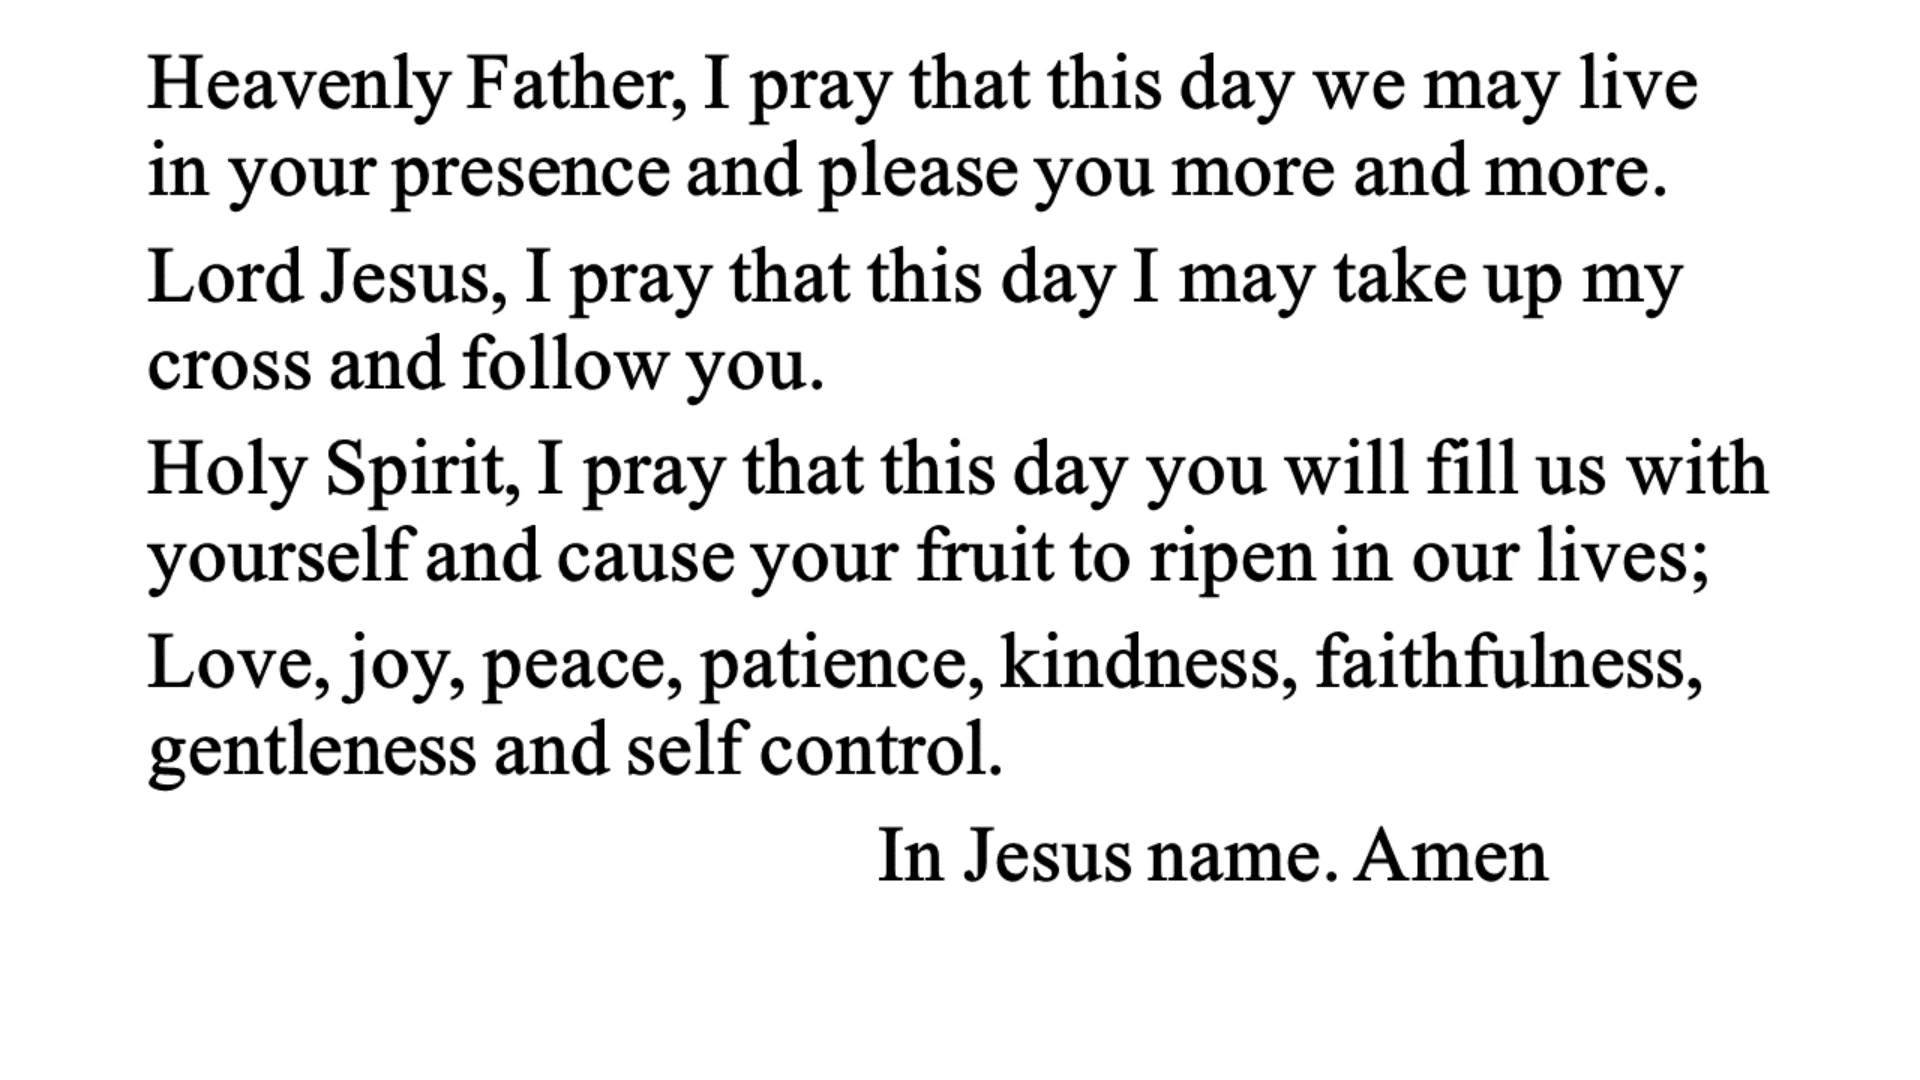 Heavenly Father, I pray that this day we may live
in your presence and please you more and more.
Lord Jesus, I pray that this day I may take up my
cross and follow you.
Holy Spirit, I pray that this day you will fill us with
yourself and cause your fruit to ripen in our lives;
Love, joy, peace, patience, kindness, faithfulness,
gentleness and self control.
In Jesus name. Amen